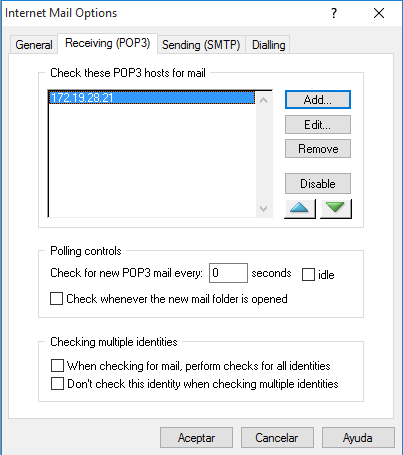 Internet Mail Options
General
Receiving (POP3)
Sending (SMTP)
Dialling
Check these POP3 hosts for mail
172.19.28.21
Add...
Edit...
Remove
Disable
Polling controls
Check for new POP3 mail every: 0 seconds idle
Check whenever the new mail folder is opened
Checking multiple identities
When checking for mail, perform checks for all identities
Don't check this identity when checking multiple identities
Aceptar
Cancelar
Ayuda